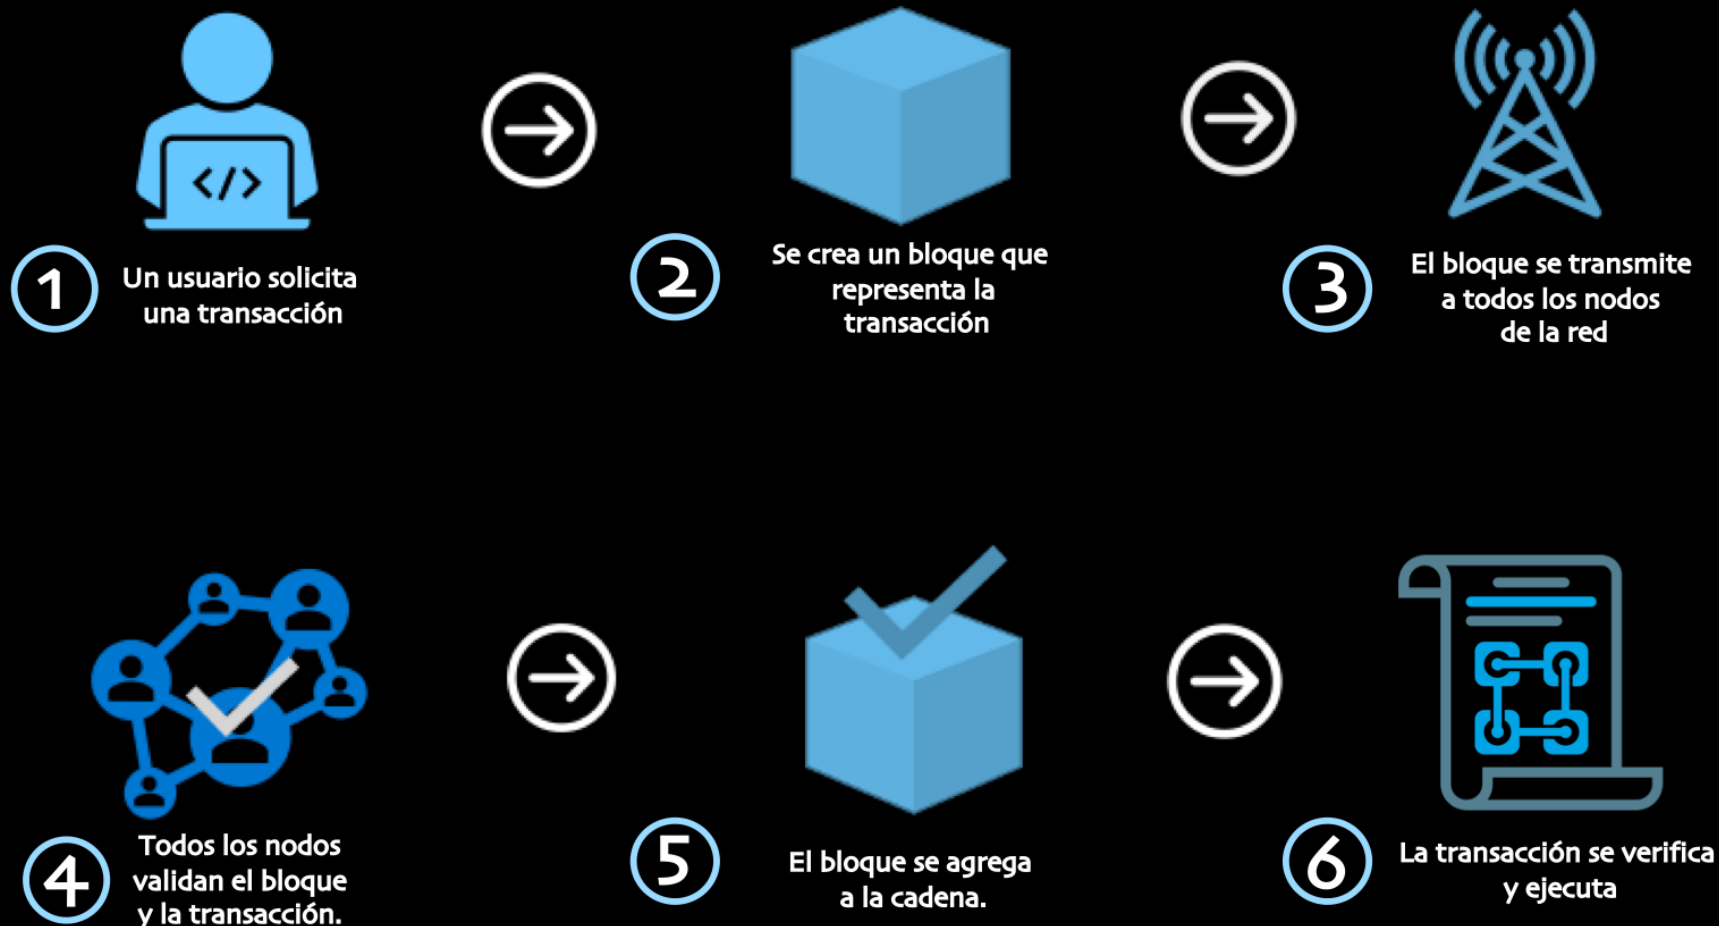 </>
1
Un usuario solicita
una transacción
2
Se crea un bloque que
representa la
transacción
3
El bloque se transmite
a todos los nodos
de la red
4
Todos los nodos
validan el bloque
y la transacción.
5
El bloque se agrega
a la cadena.
6
La transacción se verifica
y ejecuta